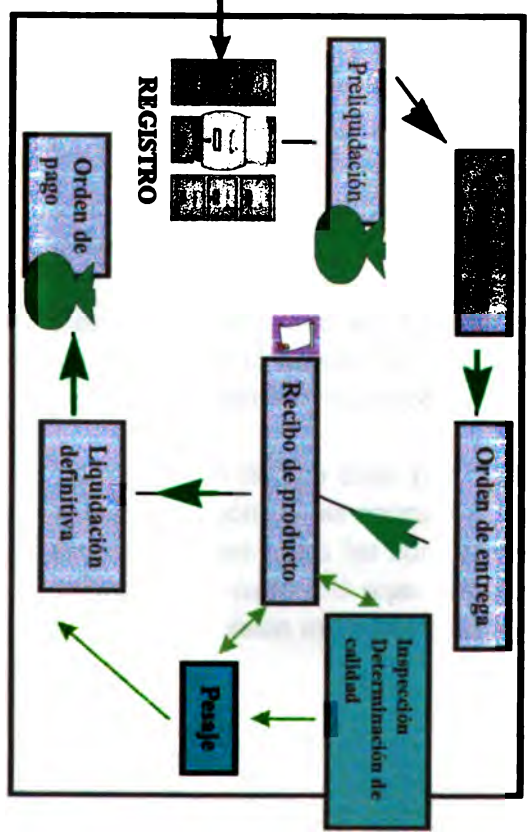 Orden de entrega
Preliquidación
Inspección
Determinación de
calidad
Recibo de producto
Pesaje
REGISTRO
Orden de
pago
Liquidación
definitiva